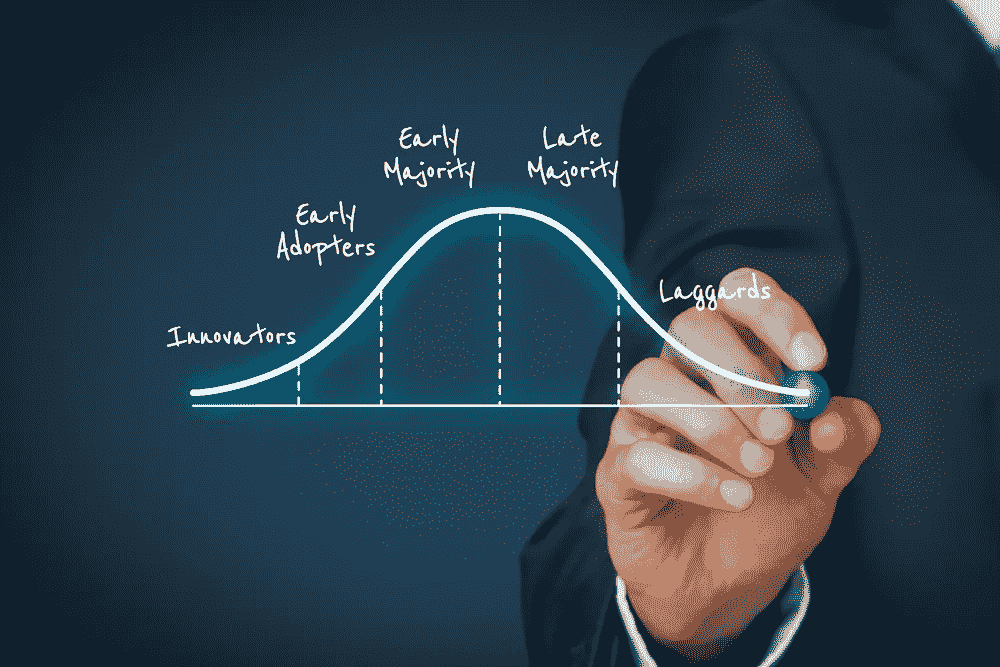 Early
Majority
Late
Majority
Early
Adopters
Laggards
Innovators